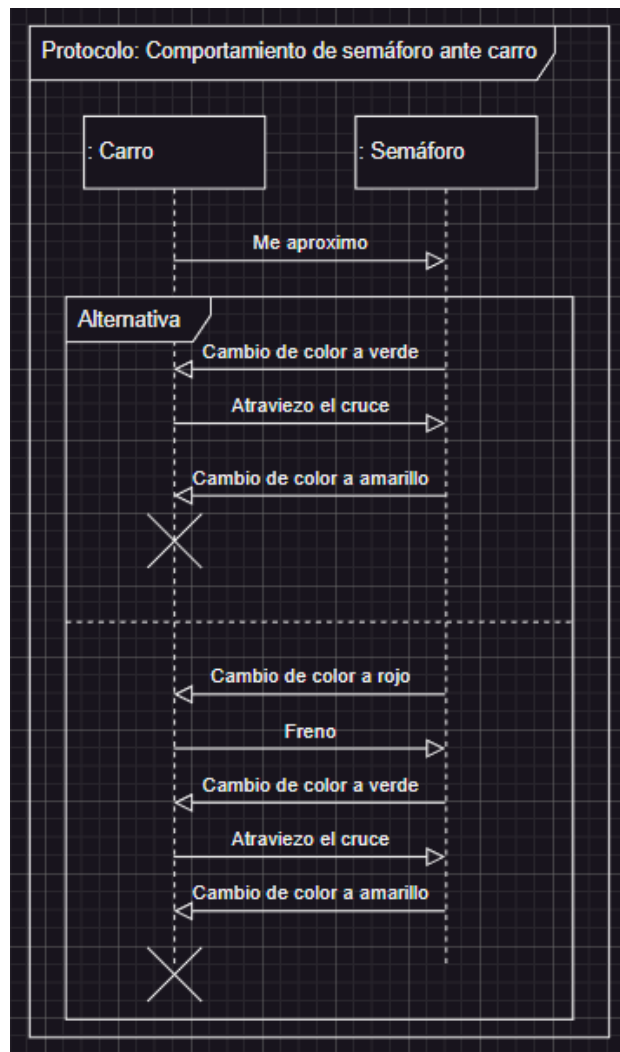 Protocolo: Comportamiento de semáforo ante carro
: Carro
: Semáforo
Me aproximo
Alternativa
Cambio de color a verde
Atraviezo el cruce
Cambio de color a amarillo
Cambio de color a rojo
Freno
Cambio de color a verde
Atraviezo el cruce
Cambio de color a amarillo